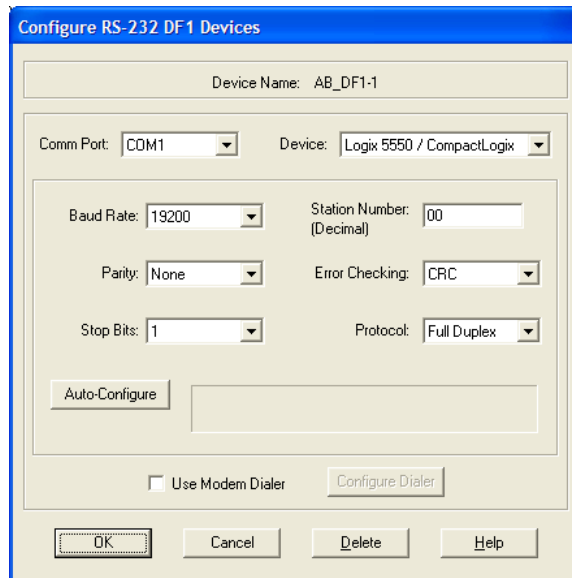 Configure RS-232 DF1 Devices
Device Name: AB_DF1-1
Comm Port: COM1 Device: Logix 5550 / CompactLogix
Baud Rate: 19200 Station Number: 00
(Decimal)
Parity: None Error Checking: CRC
Stop Bits: 1 Protocol: Full Duplex
Auto-Configure
Use Modem Dialer Configure Dialer
OK Cancel Delete Help